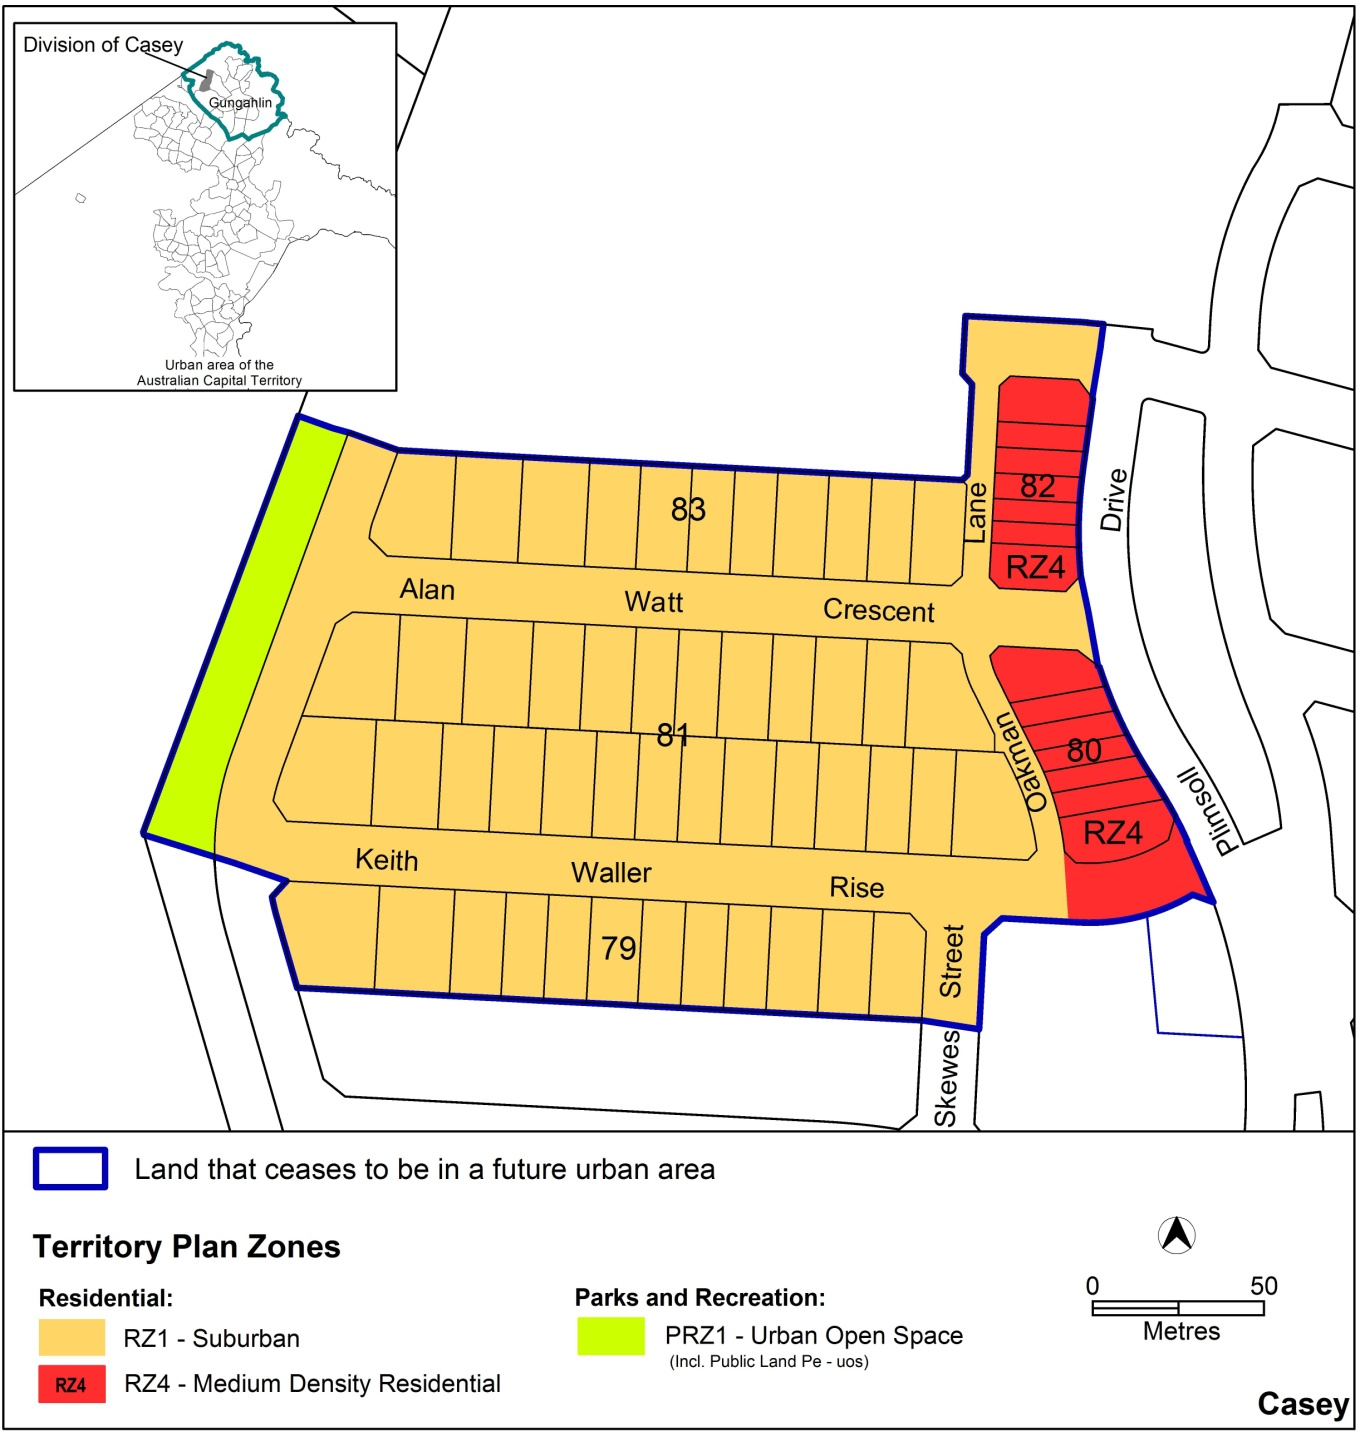 Division of Casey
Gungahlin
Urban area of the
Australian Capital Territory
83
82
Lane
Drive
RZ4
Alan Watt Crescent
81
Oakman
80
RZ4
Plimsoll
Keith Waller Rise
79
Street
Skewes
Land that ceases to be in a future urban area
Territory Plan Zones
Residential:
RZ1 - Suburban
RZ4 RZ4 - Medium Density Residential
Parks and Recreation:
PRZ1 - Urban Open Space
(Incl. Public Land Pe - uos)
0 50
Metres
Casey